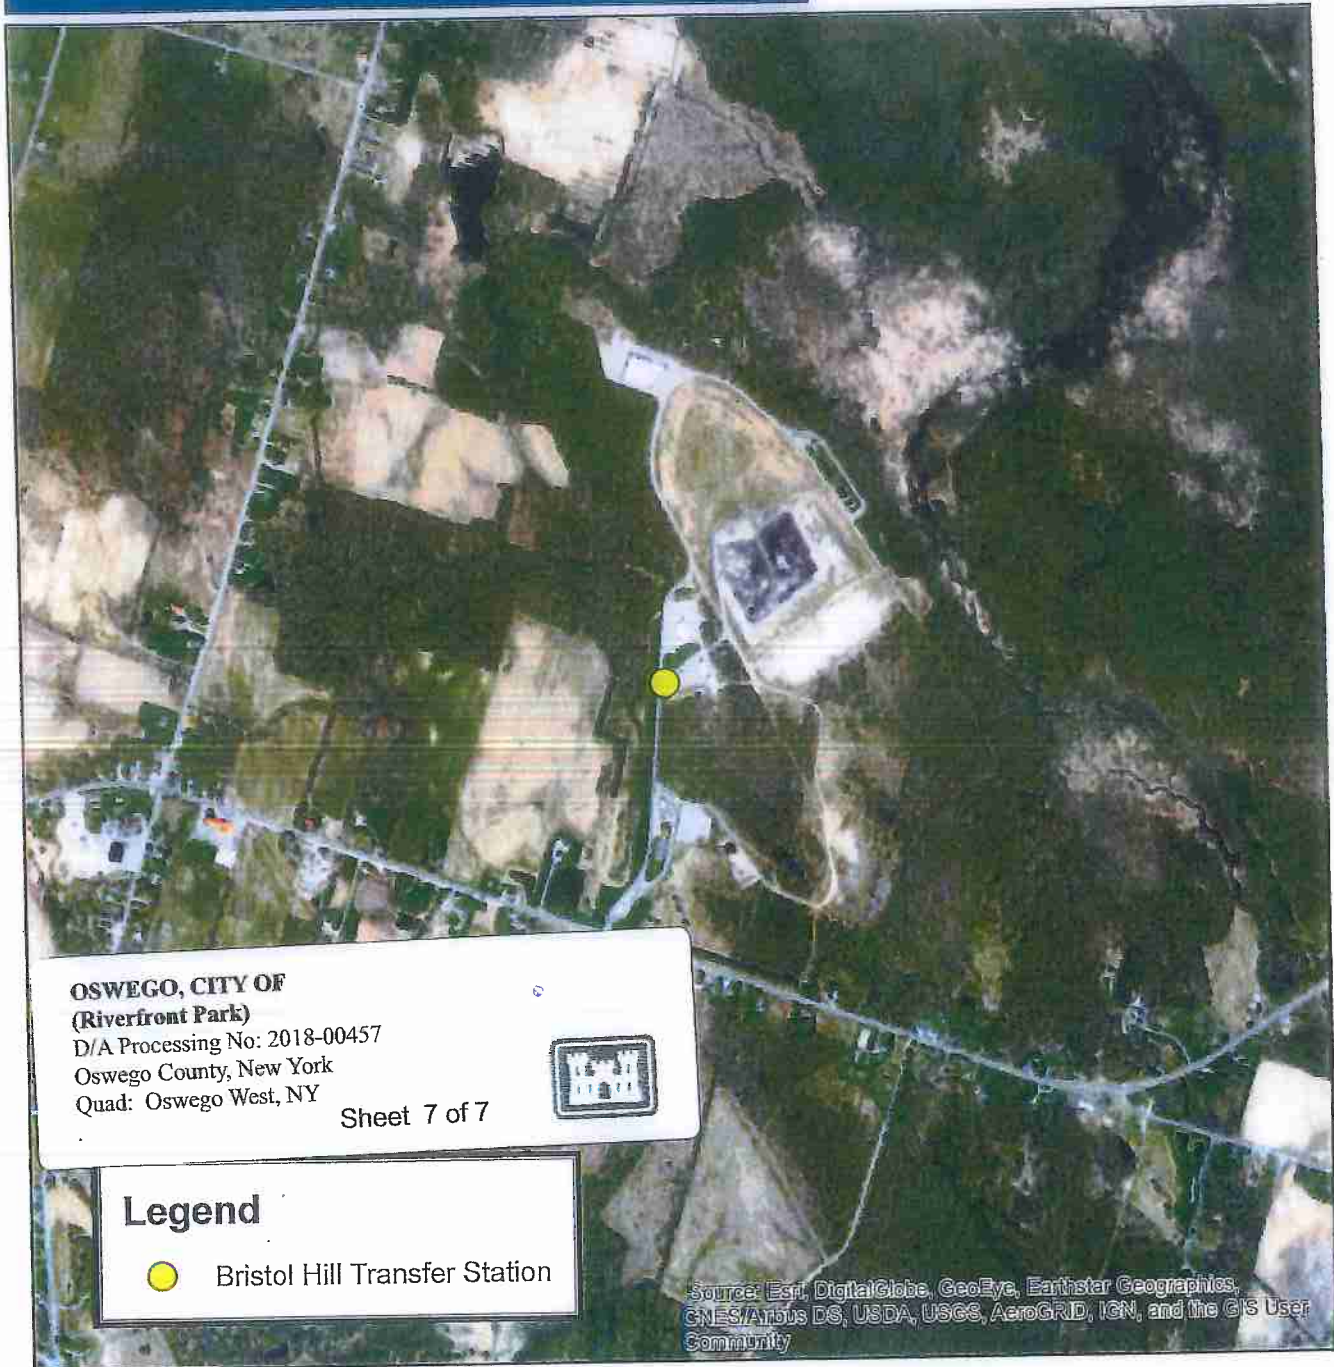 OSWEGO, CITY OF
(Riverfront Park)
D/A Processing No: 2018-00457
Oswego County, New York
Quad: Oswego West, NY
Sheet 7 of 7
Legend
Bristol Hill Transfer Station
Source: Esri, DigitalGlobe, GeoEye, Earthstar Geographics,
CNES/Airbus DS, USDA, USGS, AeroGRID, IGN, and the GIS User
Community